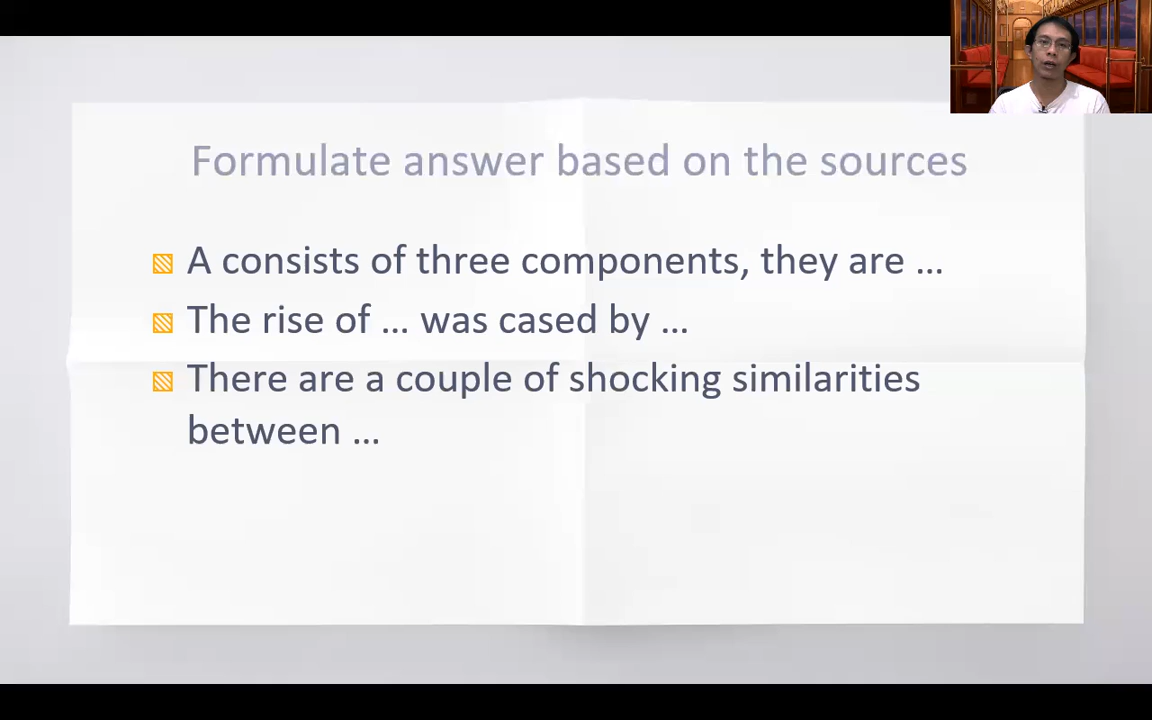 Formulate answer based on the sources
A consists of three components, they are ...
The rise of ... was cased by ...
There are a couple of shocking similarities
between ...